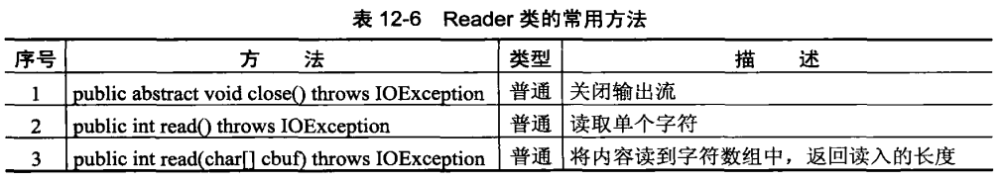 表 12-6 Reader 类的常用方法
序号 方 法 类型 描 述
1 public abstract void close() throws IOException 普通 关闭输出流
2 public int read() throws IOException 普通 读取单个字符
3 public int read(char[] cbuf) throws IOException 普通 将内容读到字符数组中，返回读入的长度